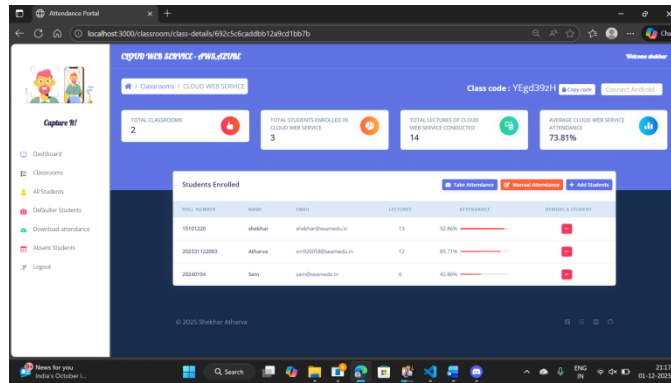 Attendance Portal
localhost:3000/classroom/class-details/692c5c6caddbb12a9cd1bb7b
CLOUD WEB SERVICE - AWS,AZURE
Welcome shekhar
Capture It!
Dashboard
Classrooms
All Students
Defaulter Students
Download attendance
Absent Students
Logout
/ Classrooms / CLOUD WEB SERVICE
Class code : YEgd39zH
Copy code
Connect Android
TOTAL CLASSROOMS
2
TOTAL STUDENTS ENROLLED IN
CLOUD WEB SERVICE
3
TOTAL LECTURES OF CLOUD
WEB SERVICE CONDUCTED
14
AVERAGE CLOUD WEB SERVICE
ATTENDANCE
73.81%
Students Enrolled
Take Attendance
Manual Attendance
+ Add Students
ROLL NUMBER NAME EMAIL LECTURES ATTENDANCE REMOVE A STUDENT
15101220 shekhar shekhar@seamedu.in 13 92.86%
202331122003 Atharva 12 85.71%
20240104 Sam sam@seamedu.in 6 42.86%
© 2025 Shekhar Atharva
News for you
India's October i...
Search
ENG
IN
01-12-2025